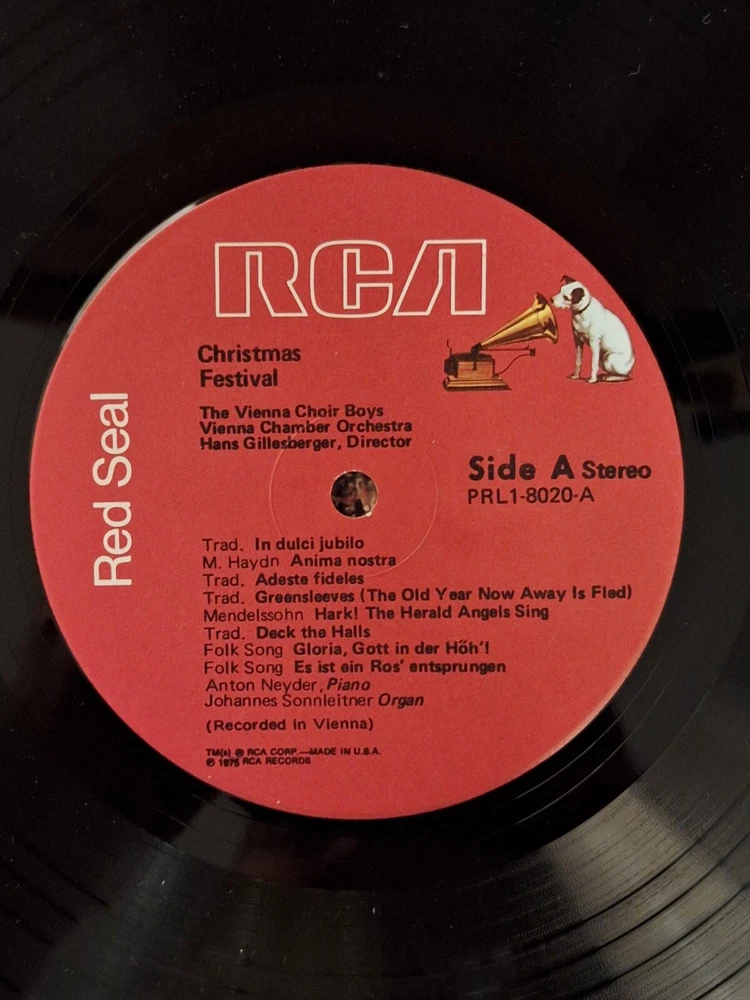 RCA
Christmas
Festival
The Vienna Choir Boys
Vienna Chamber Orchestra
Hans Gillesberger, Director
Red Seal
Side A Stereo
PRL1-8020-A
Trad. In dulci jubilo
M. Haydn Anima nostra
Trad. Adeste fideles
Trad. Greensleeves (The Old Year Now Away Is Fled)
Mendelssohn Hark! The Herald Angels Sing
Trad. Deck the Halls
Folk Song Gloria, Gott in der Höh'!
Folk Song Es ist ein Ros' entsprungen
Anton Neyder, Piano
Johannes Sonnleitner Organ
(Recorded in Vienna)
TM(s) ® RCA CORP.—MADE IN U.S.A.
℗ 1975 RCA RECORDS